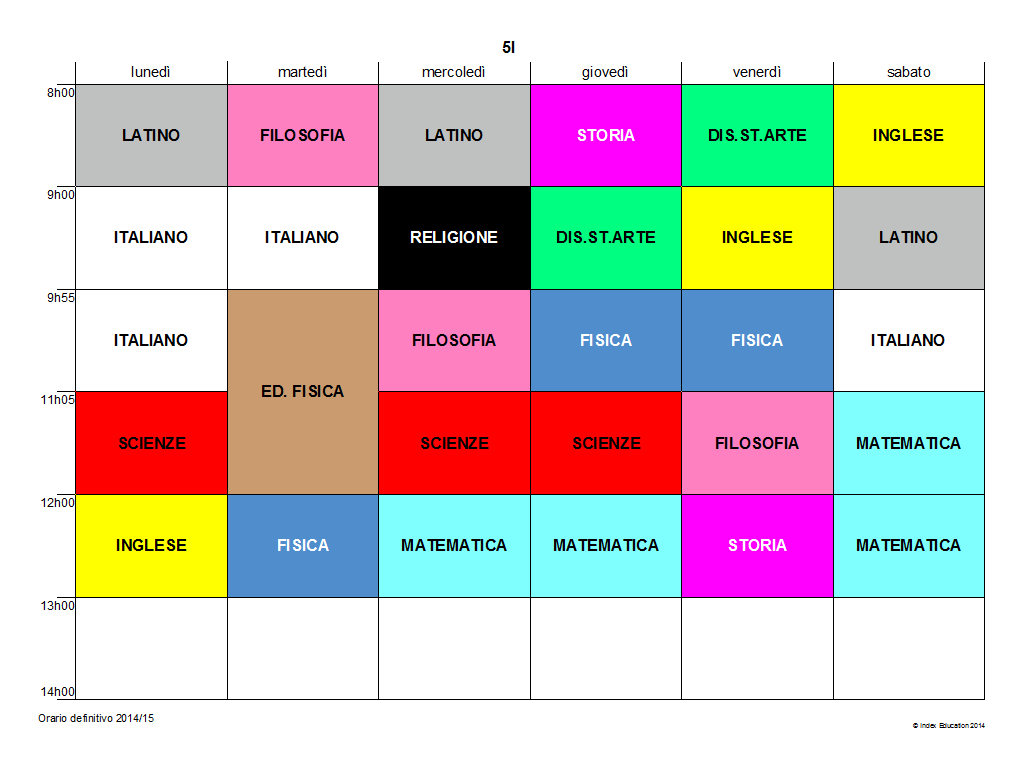 5I
lunedì martedì mercoledì giovedì venerdì sabato
8h00
LATINO FILOSOFIA LATINO STORIA DIS.ST.ARTE INGLESE
9h00
ITALIANO ITALIANO RELIGIONE DIS.ST.ARTE INGLESE LATINO
9h55
ITALIANO FILOSOFIA FISICA FISICA ITALIANO
ED. FISICA
11h05
SCIENZE SCIENZE SCIENZE FILOSOFIA MATEMATICA
12h00
INGLESE FISICA MATEMATICA MATEMATICA STORIA MATEMATICA
13h00
14h00
Orario definitivo 2014/15
© Index Education 2014